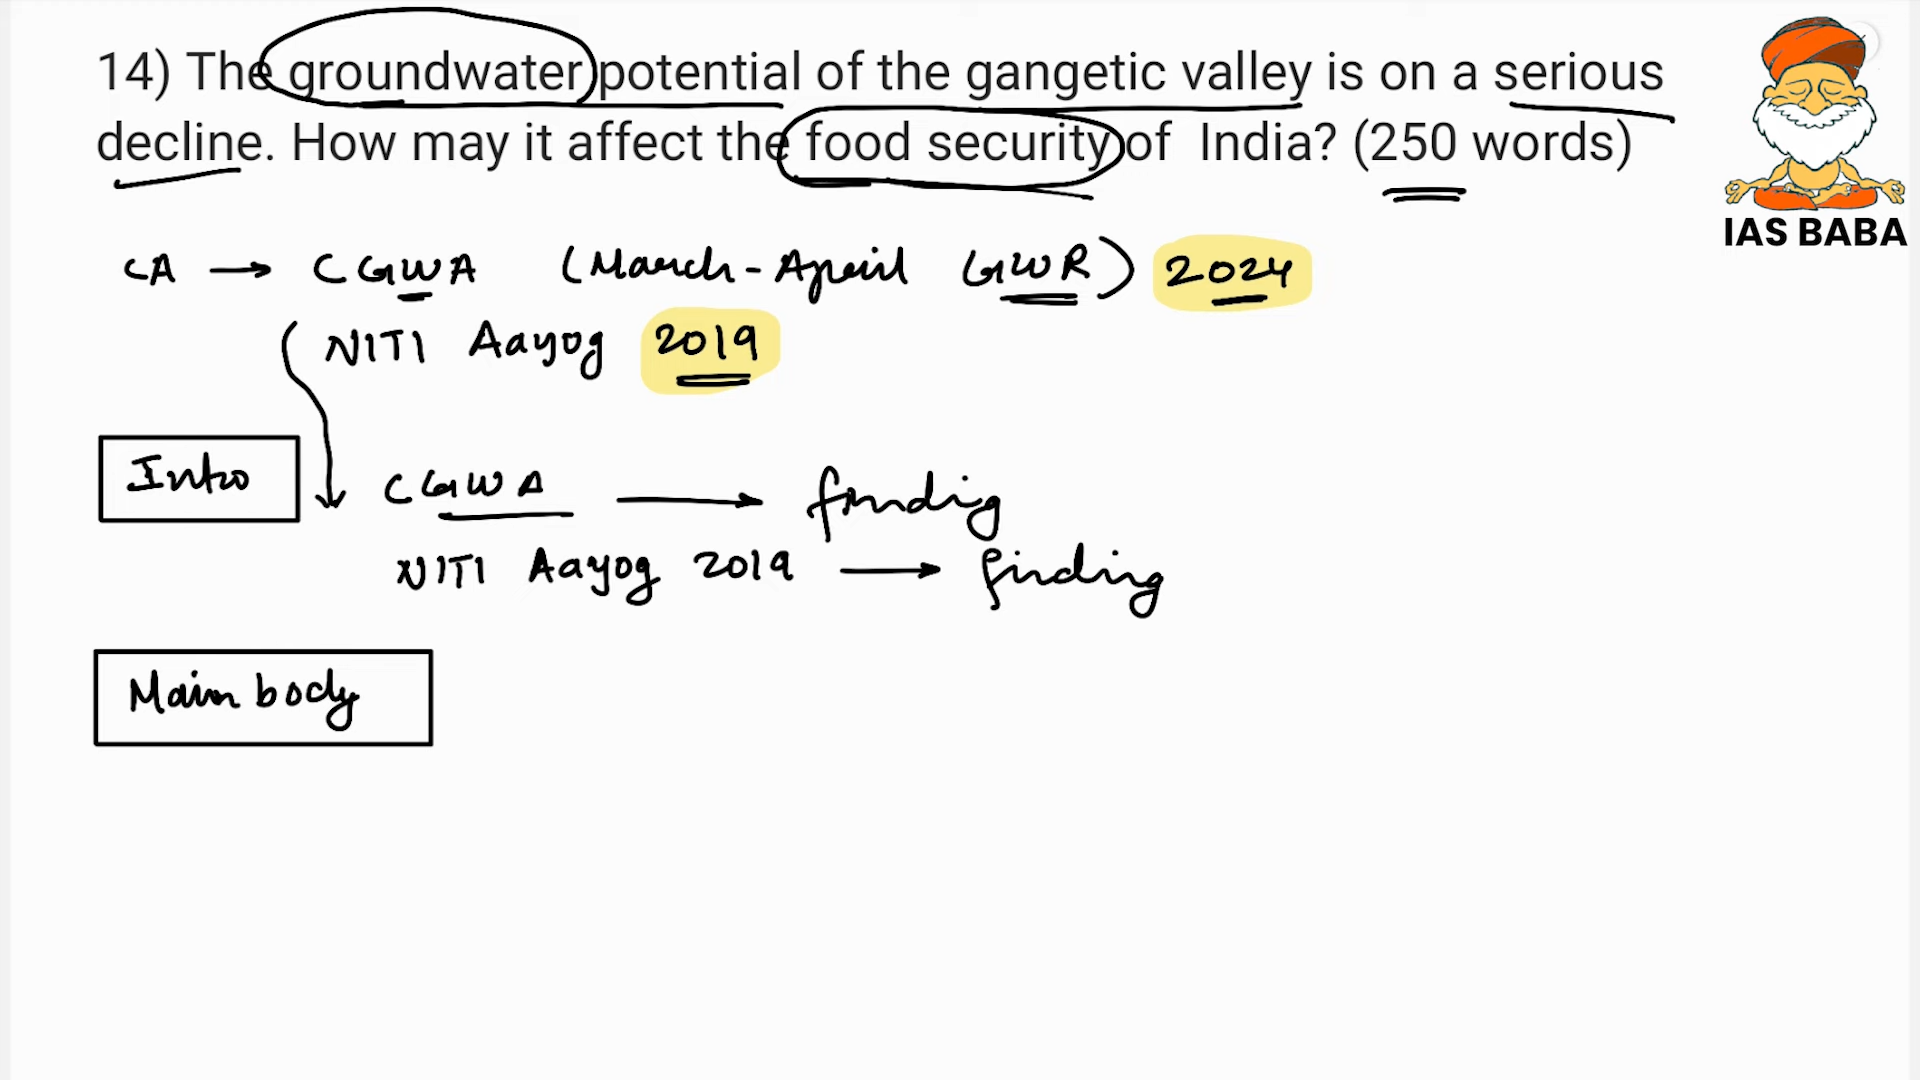 14) The groundwater potential of the gangetic valley is on a serious
decline. How may it affect the food security of India? (250 words)
IAS BABA
CA → CGWA (March-April GWR) 2024
NITI Aayog 2019
Intro
CGWA → finding
NITI Aayog 2019 → finding
Main body